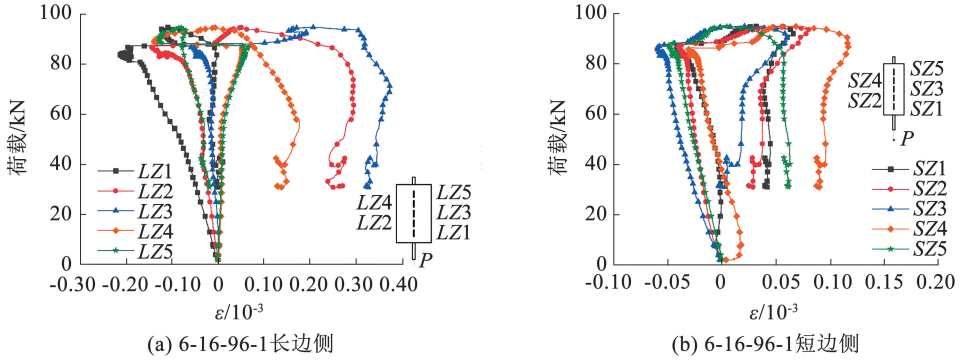 100
80
60
40
20
0
荷载/kN
-0.30 -0.20 -0.10 0 0.10 0.20 0.30 0.40
ε/10⁻³
LZ1
LZ2
LZ3
LZ4
LZ5
LZ4 LZ5
LZ2 LZ3
LZ1
P
(a) 6-16-96-1长边侧
100
80
60
40
20
0
荷载/kN
-0.10 -0.05 0 0.05 0.10 0.15 0.20
ε/10⁻³
SZ4 SZ5
SZ2 SZ3
SZ1
P
SZ1
SZ2
SZ3
SZ4
SZ5
(b) 6-16-96-1短边侧